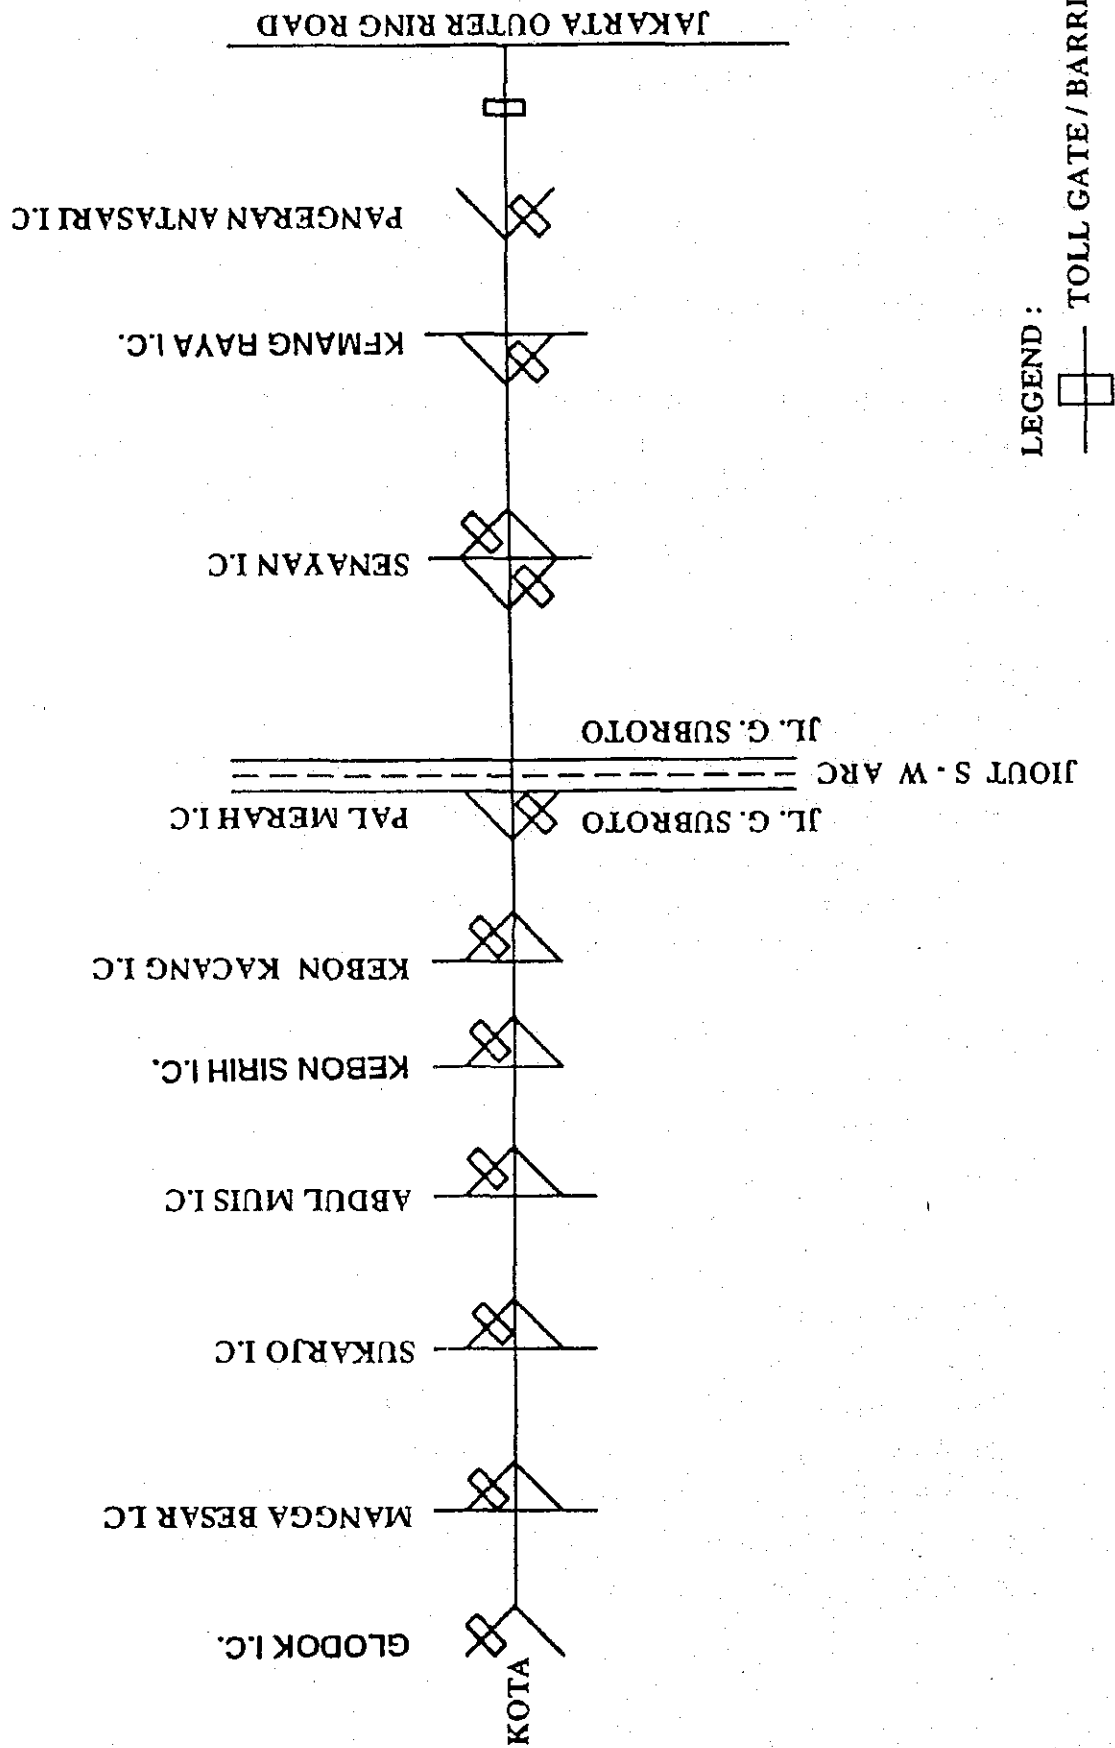 JAKARTA OUTER RING ROAD
PANGERAN ANTASARI I.C
KFMANG RAYA I.C.
SENAYAN I.C
JL. G. SUBROTO
JIOUT S - W ARC
PAL MERAH I.C
JL. G. SUBROTO
KEBON KACANG I.C
KEBON SIRIH I.C.
ABDUL MUIS I.C
SUKARJO I.C
MANGGA BESAR I.C
GLODOK I.C.
KOTA
LEGEND :
TOLL GATE / BARRI